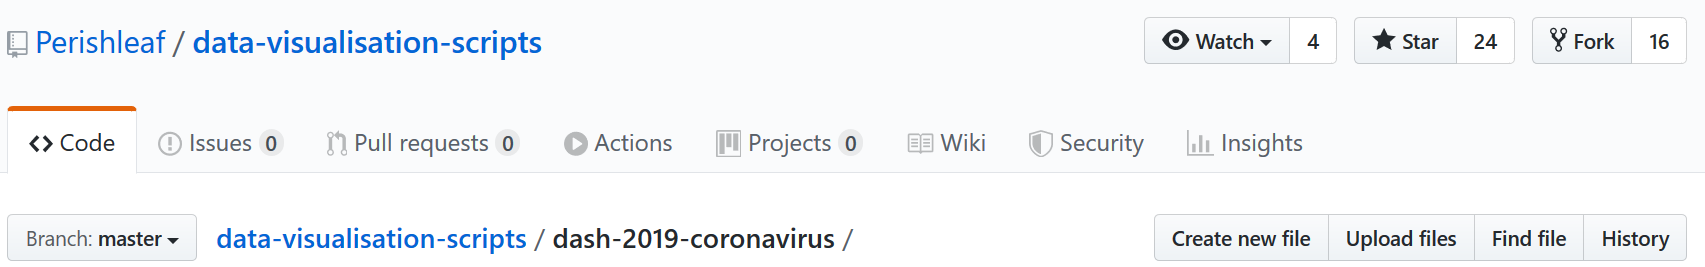 Perishleaf / data-visualisation-scripts Watch 4 Star 24 Fork 16
Code Issues 0 Pull requests 0 Actions Projects 0 Wiki Security Insights
Branch: master data-visualisation-scripts / dash-2019-coronavirus / Create new file Upload files Find file History